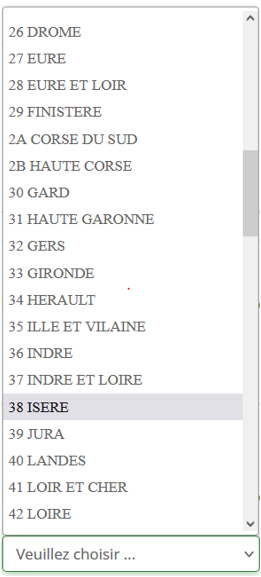 26 DROME
27 EURE
28 EURE ET LOIR
29 FINISTERE
2A CORSE DU SUD
2B HAUTE CORSE
30 GARD
31 HAUTE GARONNE
32 GERS
33 GIRONDE
34 HERAULT
35 ILLE ET VILAINE
36 INDRE
37 INDRE ET LOIRE
38 ISERE
39 JURA
40 LANDES
41 LOIR ET CHER
42 LOIRE
Veuillez choisir ...